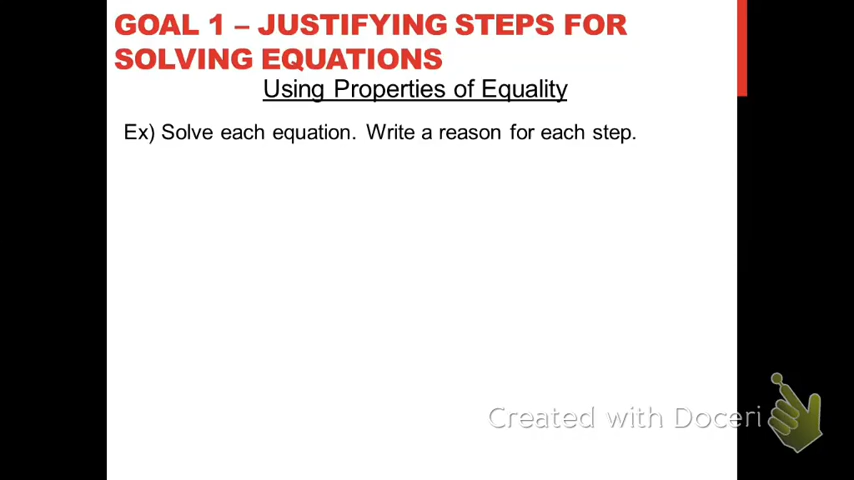 GOAL 1 – JUSTIFYING STEPS FOR
SOLVING EQUATIONS
Using Properties of Equality
Ex) Solve each equation. Write a reason for each step.
Created with Doceri